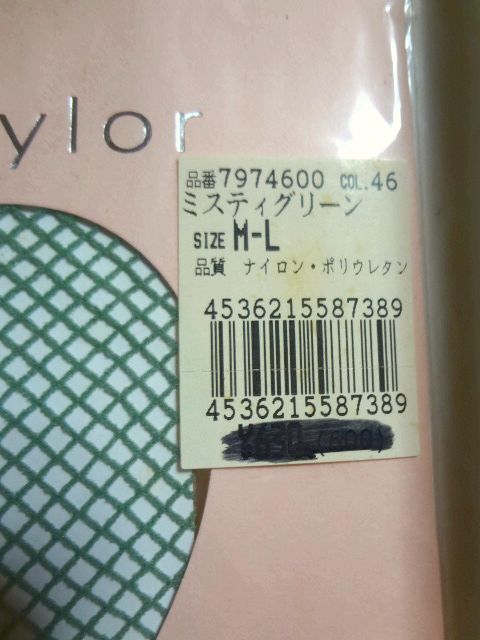 ylor
品番7974600 COL.46
ミスティグリーン
SIZE M-L
品質 ナイロン・ポリウレタン
4536215587389
4536215587389